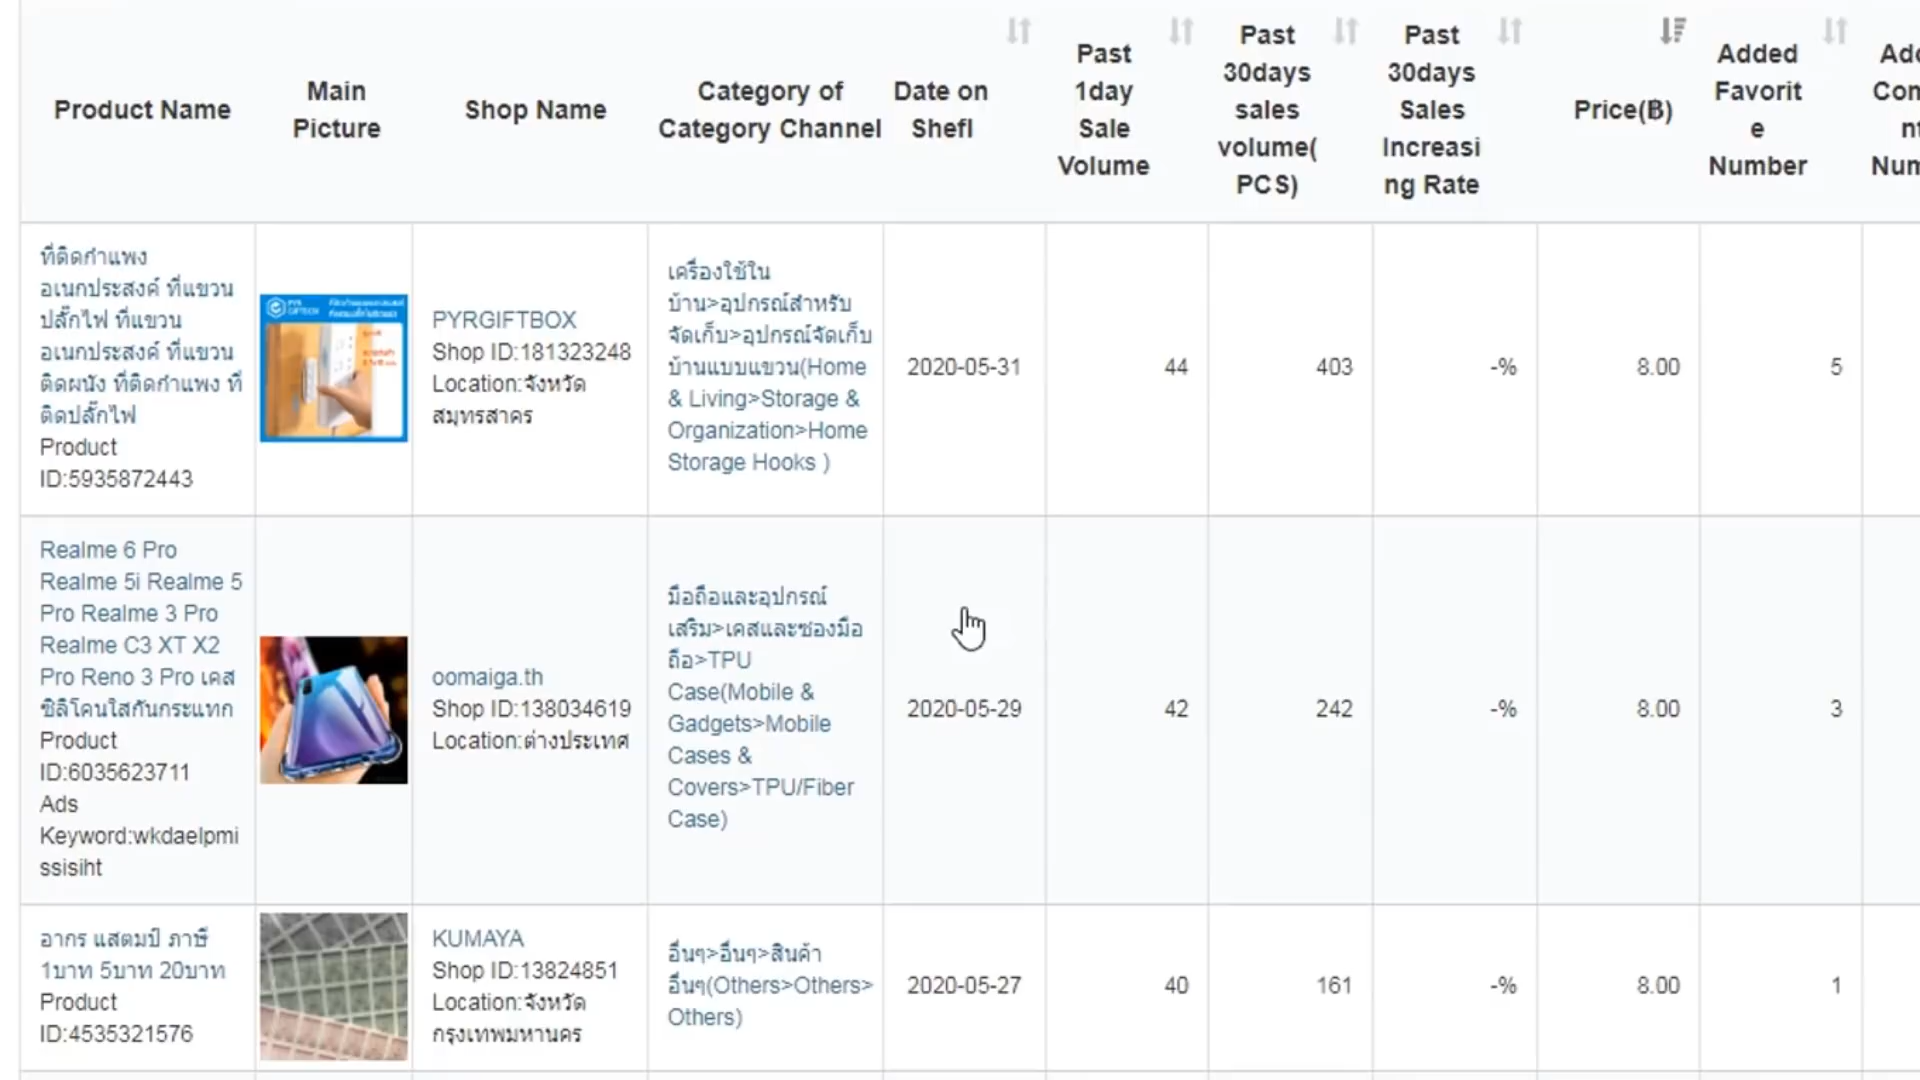 Product Name
Main
Picture
Shop Name
Category of
Category Channel
Date on
Shefl
Past
1day
Sale
Volume
Past
30days
sales
volume(
PCS)
Past
30days
Sales
Increasi
ng Rate
Price(฿)
Added
Favorit
e
Number
ที่ติดกำแพง
อเนกประสงค์ ที่แขวน
ปลั๊กไฟ ที่แขวน
อเนกประสงค์ ที่แขวน
ติดผนัง ที่ติดกำแพง ที่
ติดปลั๊กไฟ
Product
ID:5935872443
PYRGIFTBOX
Shop ID:181323248
Location:จังหวัด
สมุทรสาคร
เครื่องใช้ใน
บ้าน>อุปกรณ์สำหรับ
จัดเก็บ>อุปกรณ์จัดเก็บ
บ้านแบบแขวน(Home
& Living>Storage &
Organization>Home
Storage Hooks )
2020-05-31
44
403
-%
8.00
5
Realme 6 Pro
Realme 5i Realme 5
Pro Realme 3 Pro
Realme C3 XT X2
Pro Reno 3 Pro เคส
ซิลิโคนใสกันกระแทก
Product
ID:6035623711
Ads
Keyword:wkdaelpmi
ssisiht
oomaiga.th
Shop ID:138034619
Location:ต่างประเทศ
มือถือและอุปกรณ์
เสริม>เคสและซองมือ
ถือ>TPU
Case(Mobile &
Gadgets>Mobile
Cases &
Covers>TPU/Fiber
Case)
2020-05-29
42
242
-%
8.00
3
อากร แสตมป์ ภาษี
1บาท 5บาท 20บาท
Product
ID:4535321576
KUMAYA
Shop ID:13824851
Location:จังหวัด
กรุงเทพมหานคร
อื่นๆ>อื่นๆ>สินค้า
อื่นๆ(Others>Others>
Others)
2020-05-27
40
161
-%
8.00
1